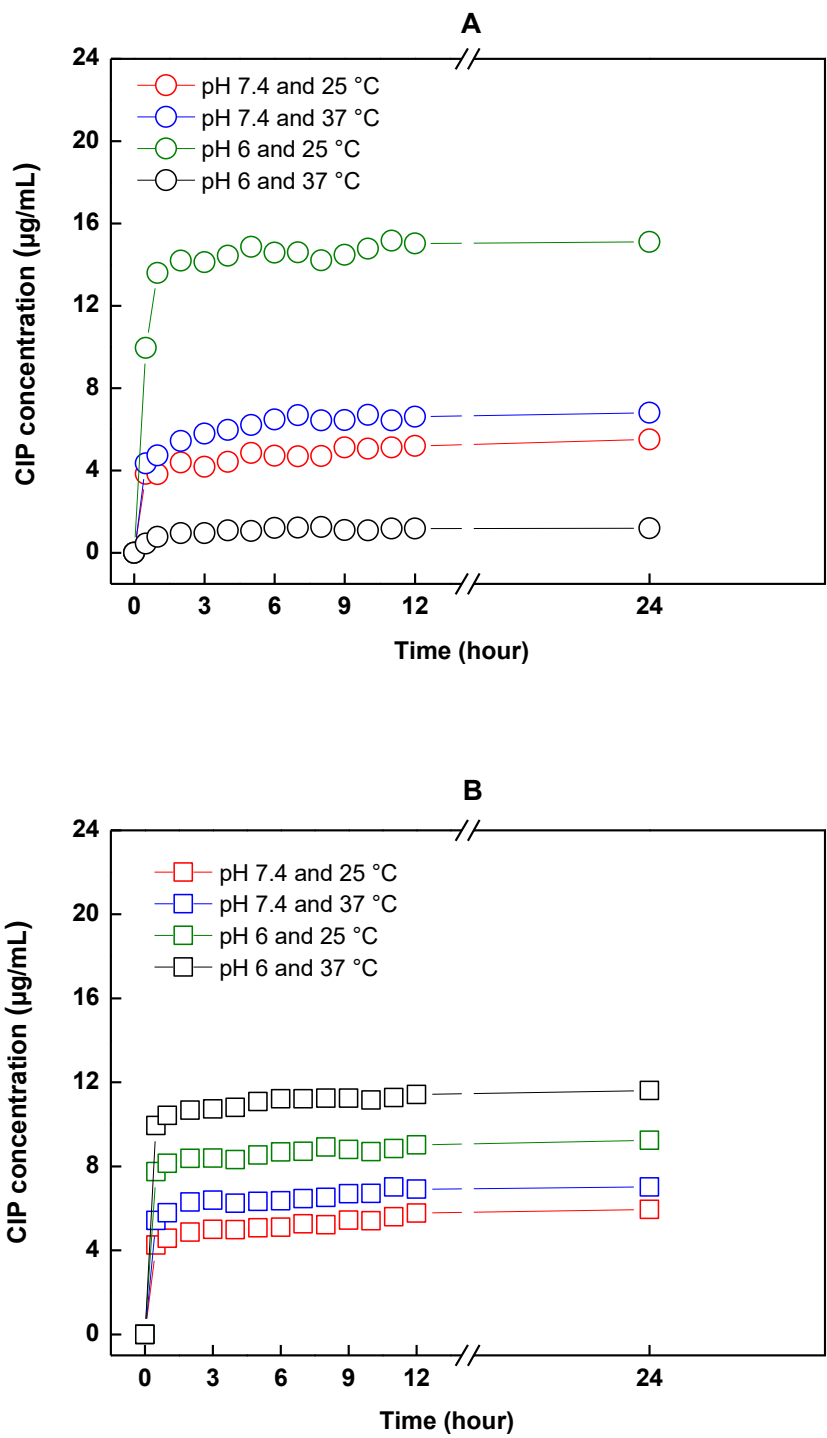 A
24
20
16
12
8
4
0
CIP concentration (µg/mL)
pH 7.4 and 25 °C
pH 7.4 and 37 °C
pH 6 and 25 °C
pH 6 and 37 °C
0 3 6 9 12 24
Time (hour)
B
24
20
16
12
8
4
0
CIP concentration (µg/mL)
pH 7.4 and 25 °C
pH 7.4 and 37 °C
pH 6 and 25 °C
pH 6 and 37 °C
0 3 6 9 12 24
Time (hour)